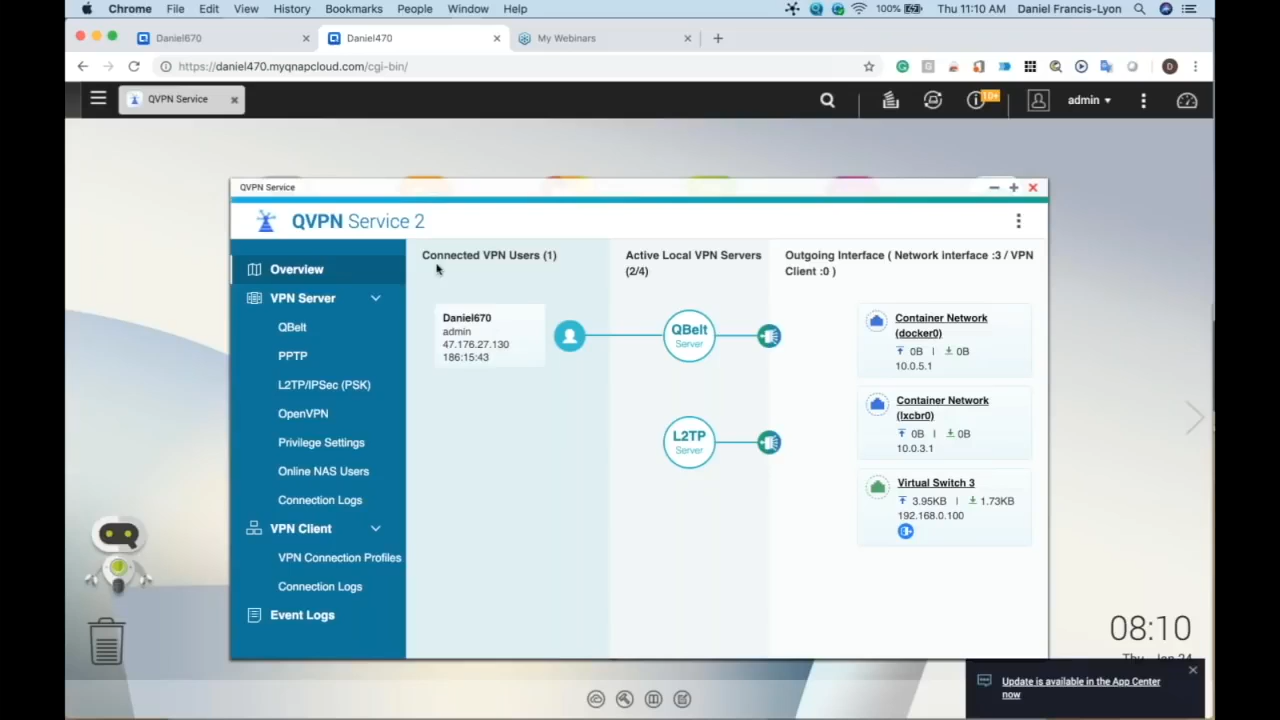 Chrome File Edit View History Bookmarks People Window Help 100% Thu 11:10 AM Daniel Francis-Lyon
Daniel670 Daniel470 My Webinars
https://daniel470.myqnapcloud.com/cgi-bin/
QVPN Service 10+ admin
QVPN Service
QVPN Service 2
Overview
VPN Server
QBelt
PPTP
L2TP/IPSec (PSK)
OpenVPN
Privilege Settings
Online NAS Users
Connection Logs
VPN Client
VPN Connection Profiles
Connection Logs
Event Logs
Connected VPN Users (1)
Daniel670
admin
47.176.27.130
186:15:43
Active Local VPN Servers
(2/4)
QBelt
Server
L2TP
Server
Outgoing Interface ( Network interface :3 / VPN
Client :0 )
Container Network
(docker0)
0B | 0B
10.0.5.1
Container Network
(lxcbr0)
0B | 0B
10.0.3.1
Virtual Switch 3
3.95KB | 1.73KB
192.168.0.100
08:10
Thu., Jan 24
Update is available in the App Center
now